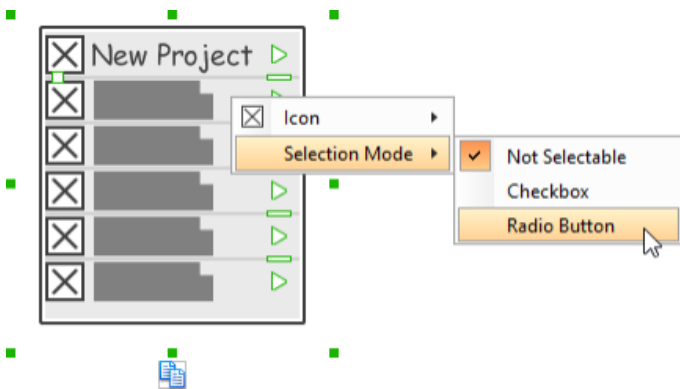 New Project
Icon
Selection Mode
Not Selectable
Checkbox
Radio Button